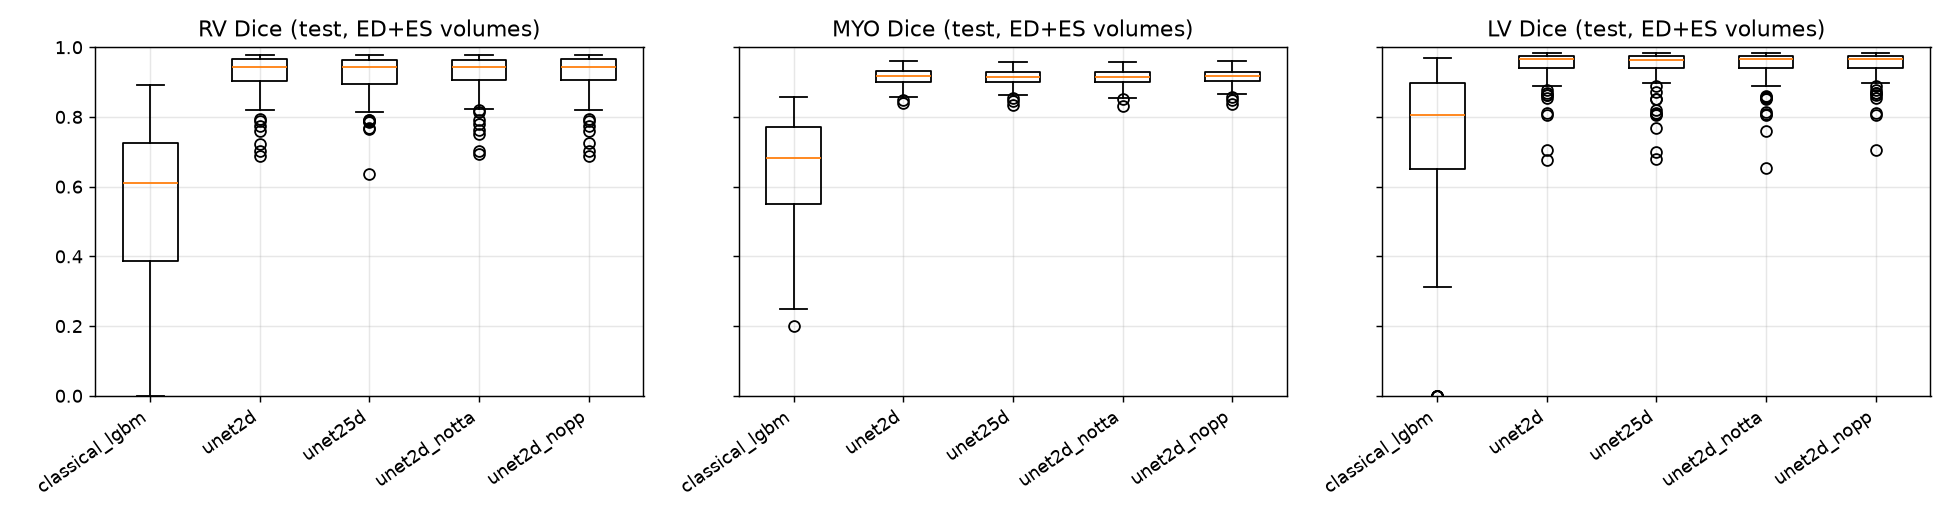 RV Dice (test, ED+ES volumes)
1.0
0.8
0.6
0.4
0.2
0.0
classical_lgbm
unet2d
unet25d
unet2d_notta
unet2d_nopp
MYO Dice (test, ED+ES volumes)
classical_lgbm
unet2d
unet25d
unet2d_notta
unet2d_nopp
LV Dice (test, ED+ES volumes)
classical_lgbm
unet2d
unet25d
unet2d_notta
unet2d_nopp